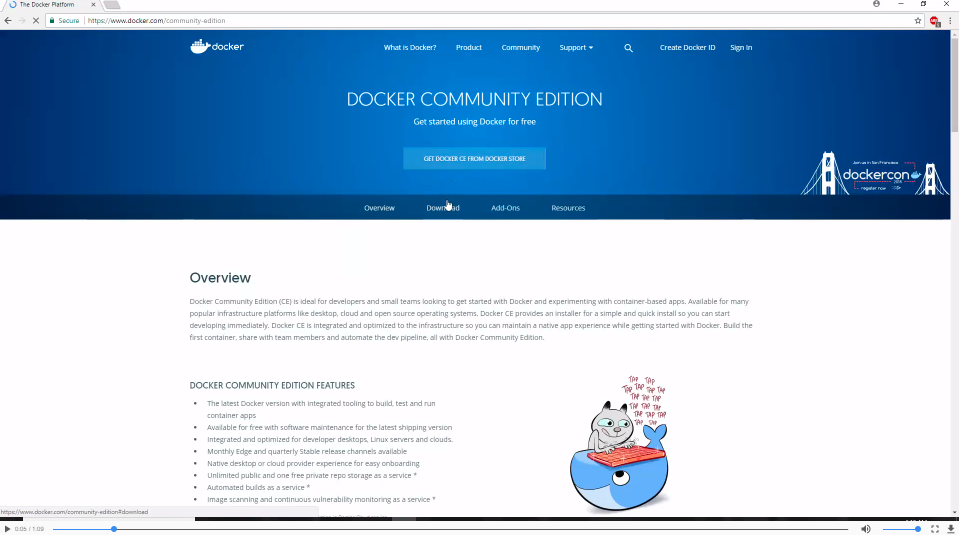 The Docker Platform
Secure
https://www.docker.com/community-edition
docker
What is Docker?
Product
Community
Support
Create Docker ID
Sign In
DOCKER COMMUNITY EDITION
Get started using Docker for free
GET DOCKER CE FROM DOCKER STORE
Join us in San Francisco
dockercon
register now
Overview
Download
Add-Ons
Resources
Overview
Docker Community Edition (CE) is ideal for developers and small teams looking to get started with Docker and experimenting with container-based apps. Available for many
popular infrastructure platforms like desktop, cloud and open source operating systems. Docker CE provides an installer for a simple and quick install so you can start
developing immediately. Docker CE is integrated and optimized to the infrastructure so you can maintain a native app experience while getting started with Docker. Build the
first container, share with team members and automate the dev pipeline, all with Docker Community Edition.
DOCKER COMMUNITY EDITION FEATURES
• The latest Docker version with integrated tooling to build, test and run
container apps
• Available for free with software maintenance for the latest shipping version
• Integrated and optimized for developer desktops, Linux servers and clouds.
• Monthly Edge and quarterly Stable release channels available
• Native desktop or cloud provider experience for easy onboarding
• Unlimited public and one free private repo storage as a service *
• Automated builds as a service *
• Image scanning and continuous vulnerability monitoring as a service *
TAP TAP
TAP TAP TAP
TAP TAP TAP
TAP TAP
TAP TAP TAP
TAP TAP
https://www.docker.com/community-edition#download
0:05 / 1:09